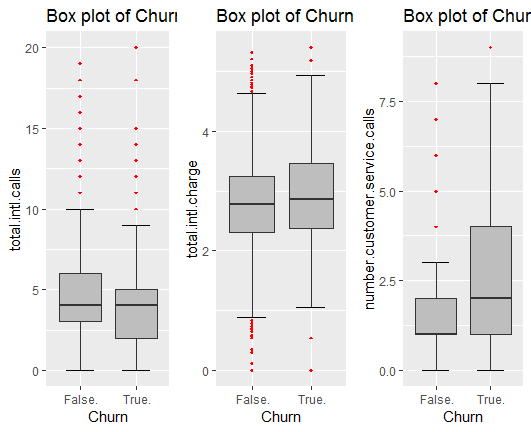 Box plot of Churn
total.intl.calls
20
15
10
5
0
False.
True.
Churn
Box plot of Churn
total.intl.charge
4
2
0
False.
True.
Churn
Box plot of Chur
number.customer.service.calls
7.5
5.0
2.5
0.0
False.
True.
Churn